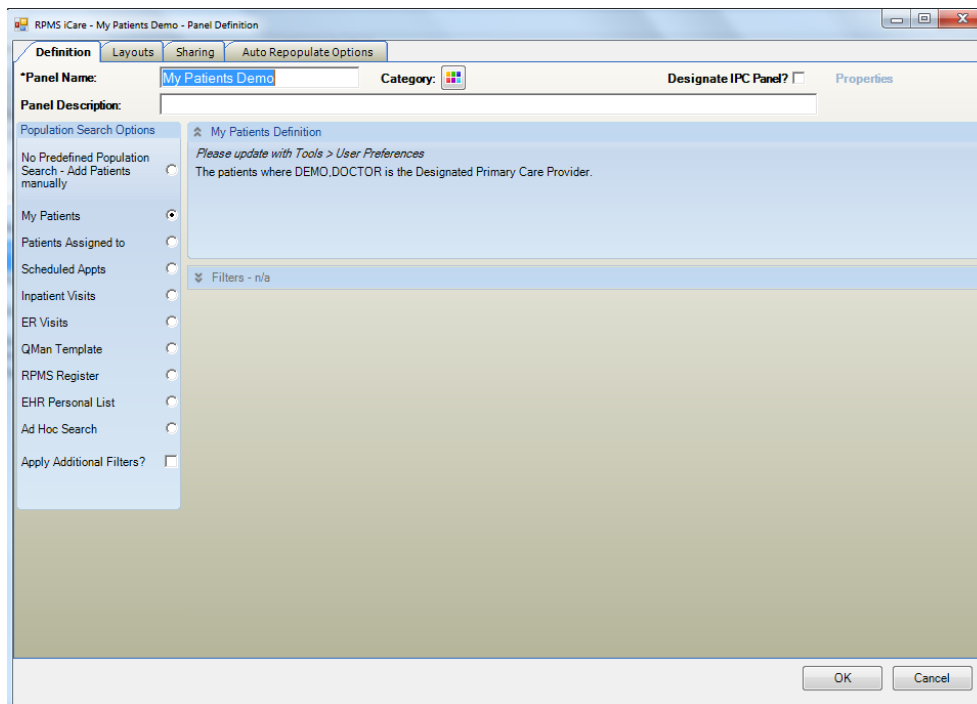 RPMS iCare - My Patients Demo - Panel Definition
Definition Layouts Sharing Auto Repopulate Options
*Panel Name: My Patients Demo Category: Designate IPC Panel? Properties
Panel Description:
Population Search Options
No Predefined Population
Search - Add Patients
manually
My Patients
Patients Assigned to
Scheduled Appts
Inpatient Visits
ER Visits
QMan Template
RPMS Register
EHR Personal List
Ad Hoc Search
Apply Additional Filters?
My Patients Definition
Please update with Tools > User Preferences
The patients where DEMO,DOCTOR is the Designated Primary Care Provider.
Filters - n/a
OK Cancel